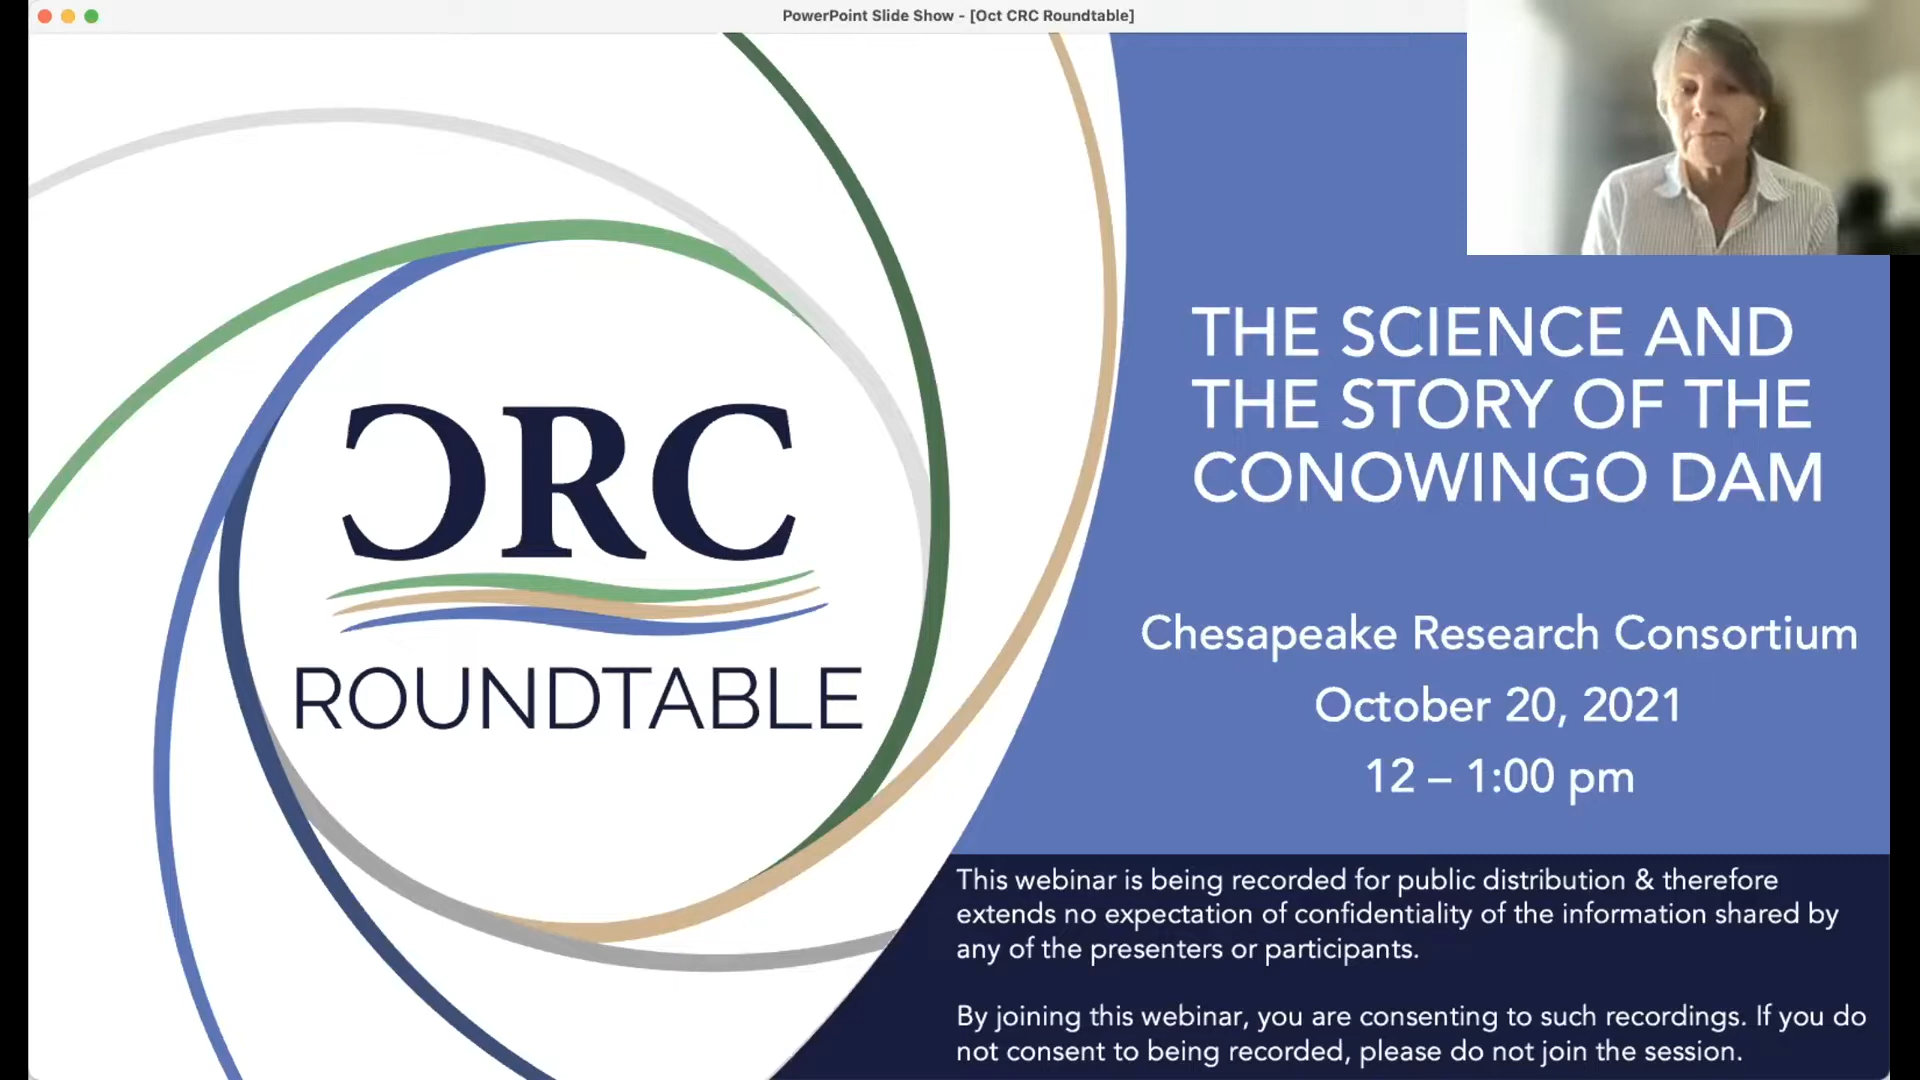 PowerPoint Slide Show - [Oct CRC Roundtable]
CRC
ROUNDTABLE
THE SCIENCE AND
THE STORY OF THE
CONOWINGO DAM
Chesapeake Research Consortium
October 20, 2021
12 – 1:00 pm
This webinar is being recorded for public distribution & therefore
extends no expectation of confidentiality of the information shared by
any of the presenters or participants.
By joining this webinar, you are consenting to such recordings. If you do
not consent to being recorded, please do not join the session.